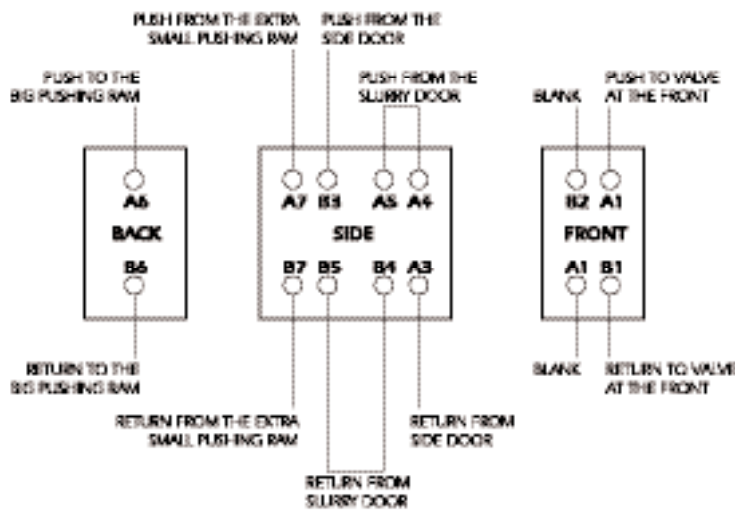 PUSH FROM THE EXTRA
SMALL PUSHING RAM
PUSH FROM THE
SIDE DOOR
PUSH TO THE
BIG PUSHING RAM
PUSH FROM THE
SLURRY DOOR
BLANK
PUSH TO VALVE
AT THE FRONT
A6
BACK
B6
A7 B3 A5 A4
SIDE
B7 B5 B4 A3
B2 A1
FRONT
A1 B1
RETURN TO THE
BIG PUSHING RAM
RETURN FROM THE EXTRA
SMALL PUSHING RAM
RETURN FROM
SIDE DOOR
BLANK
RETURN TO VALVE
AT THE FRONT
RETURN FROM
SLURRY DOOR